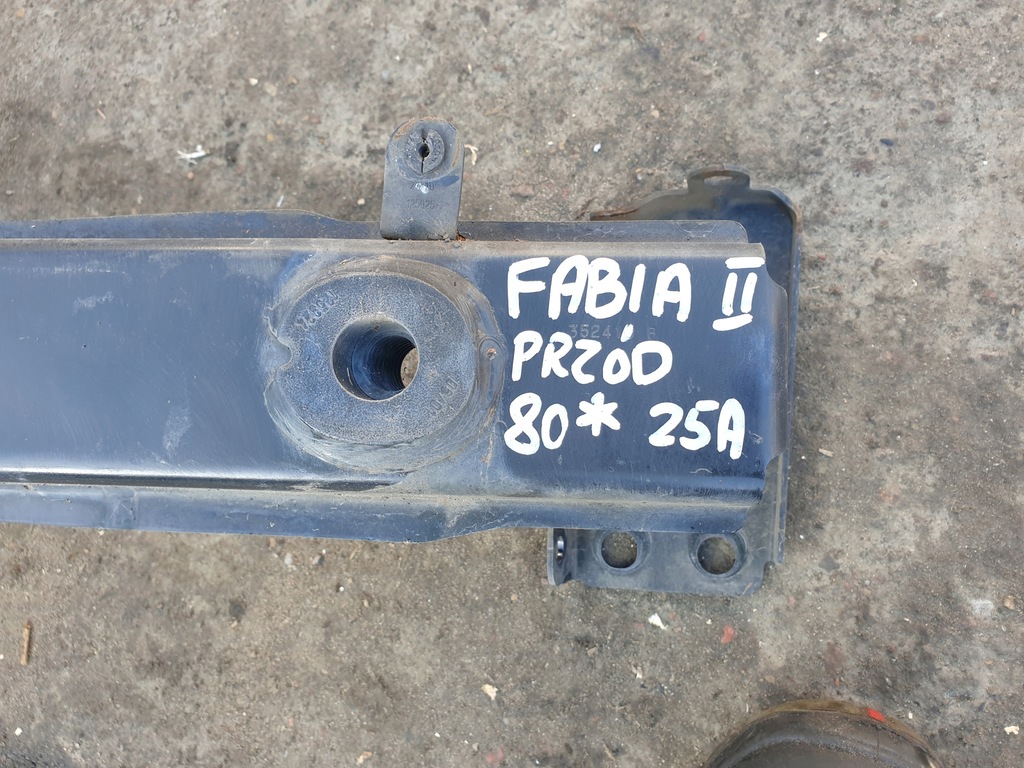 FABIA II
PRZÓD
80* 25A